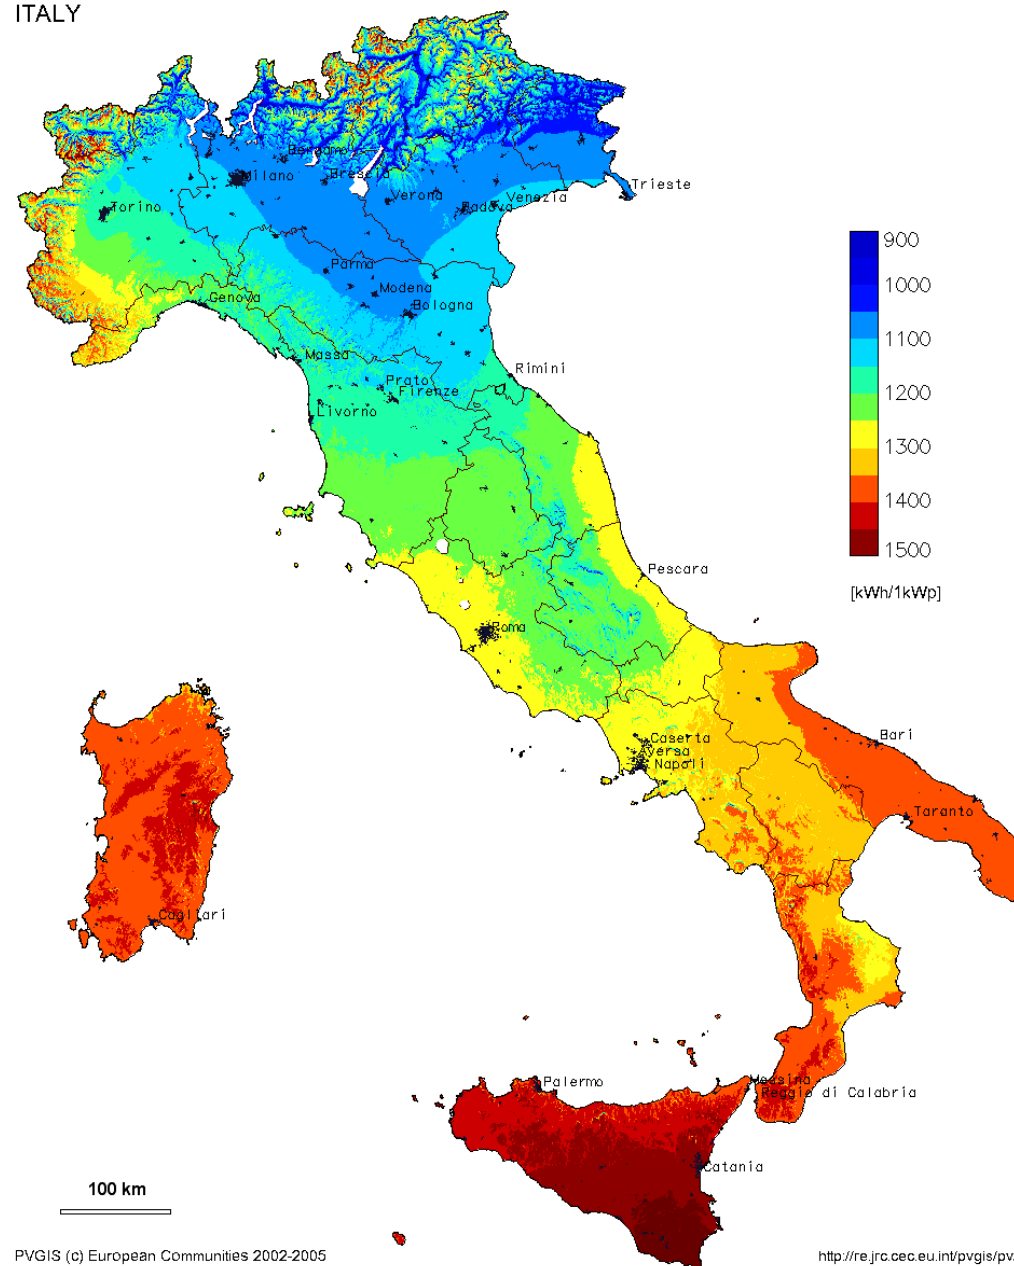 ITALY
Bergamo
Milano
Brescia
Trieste
Verona
Venezia
Torino
Padova
900
Parma
1000
Modena
Genova
Bologna
1100
Massa
Rimini
Prato
Firenze
1200
Livorno
1300
1400
1500
Pescara
[kWh/1kWp]
Roma
Caserta
Bari
Aversa
Napoli
Taranto
Cagliari
Palermo
Messina
Reggio di Calabria
Catania
100 km
PVGIS (c) European Communities 2002-2005
http://re.jrc.cec.eu.int/pvgis/pv